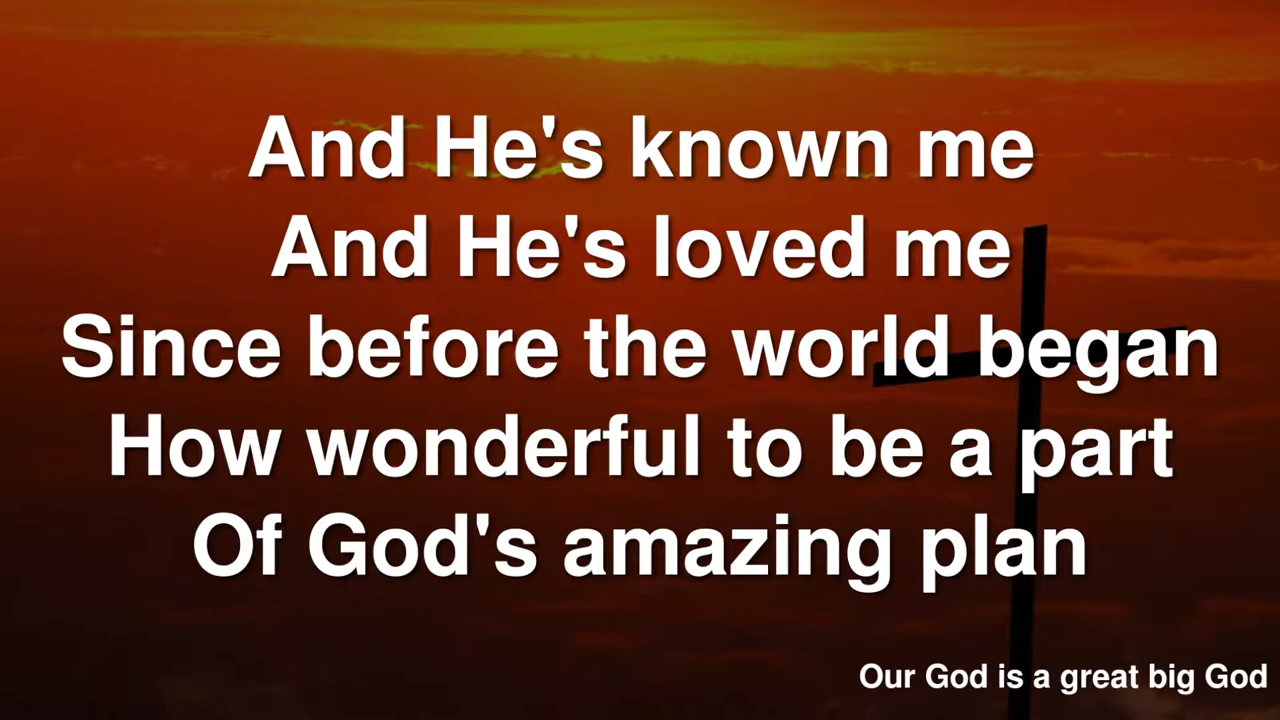 And He's known me
And He's loved me
Since before the world began
How wonderful to be a part
Of God's amazing plan
Our God is a great big God